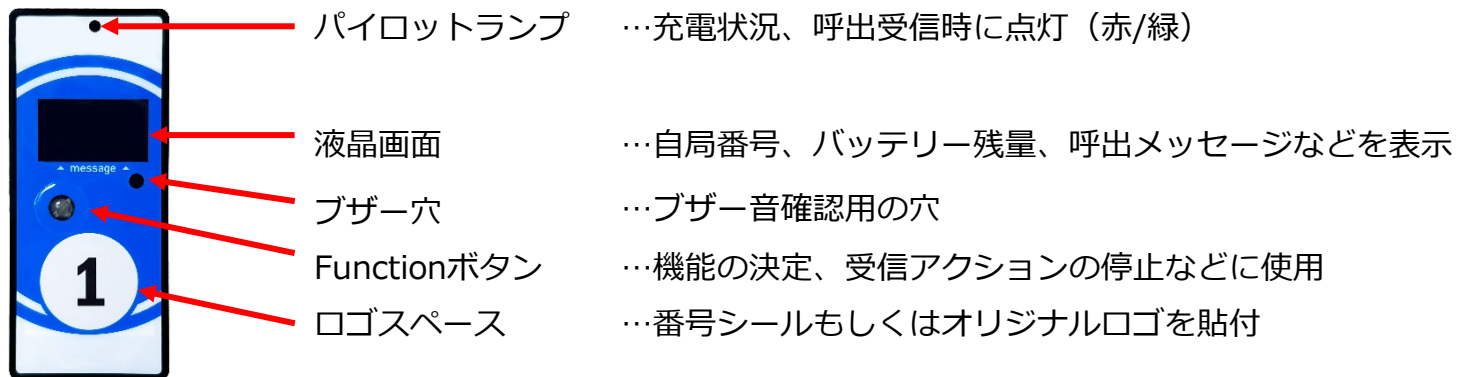 パイロットランプ …充電状況、呼出受信時に点灯（赤/緑）
液晶画面 …自局番号、バッテリー残量、呼出メッセージなどを表示
message
ブザー穴 …ブザー音確認用の穴
Functionボタン …機能の決定、受信アクションの停止などに使用
1
ロゴスペース …番号シールもしくはオリジナルロゴを貼付